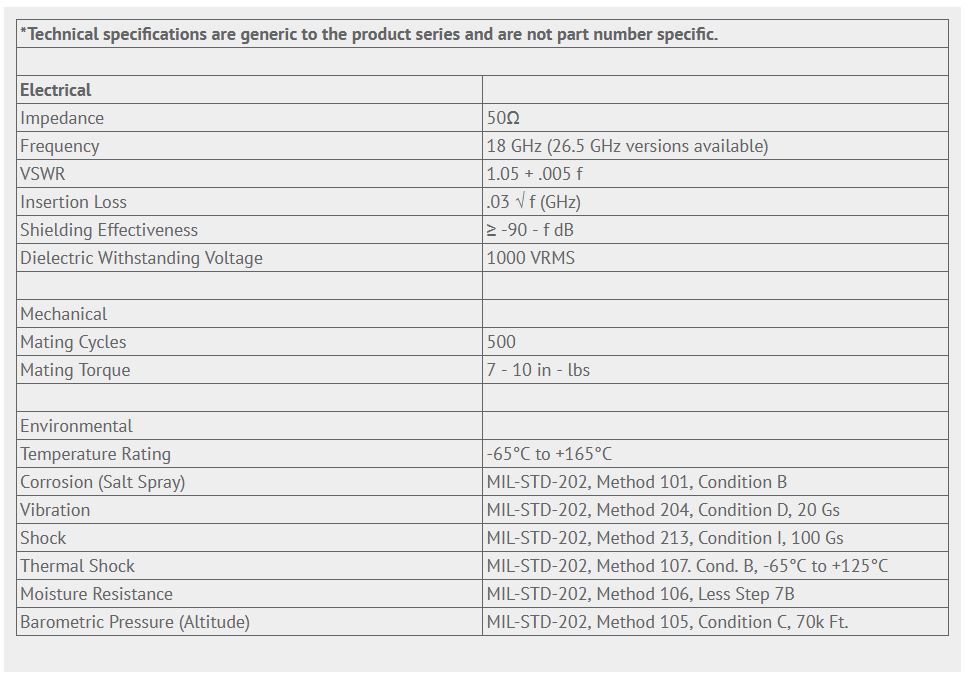 *Technical specifications are generic to the product series and are not part number specific.
Electrical
Impedance 50Ω
Frequency 18 GHz (26.5 GHz versions available)
VSWR 1.05 + .005 f
Insertion Loss .03 √ f (GHz)
Shielding Effectiveness ≥ -90 - f dB
Dielectric Withstanding Voltage 1000 VRMS
Mechanical
Mating Cycles 500
Mating Torque 7 - 10 in - lbs
Environmental
Temperature Rating -65°C to +165°C
Corrosion (Salt Spray) MIL-STD-202, Method 101, Condition B
Vibration MIL-STD-202, Method 204, Condition D, 20 Gs
Shock MIL-STD-202, Method 213, Condition I, 100 Gs
Thermal Shock MIL-STD-202, Method 107. Cond. B, -65°C to +125°C
Moisture Resistance MIL-STD-202, Method 106, Less Step 7B
Barometric Pressure (Altitude) MIL-STD-202, Method 105, Condition C, 70k Ft.